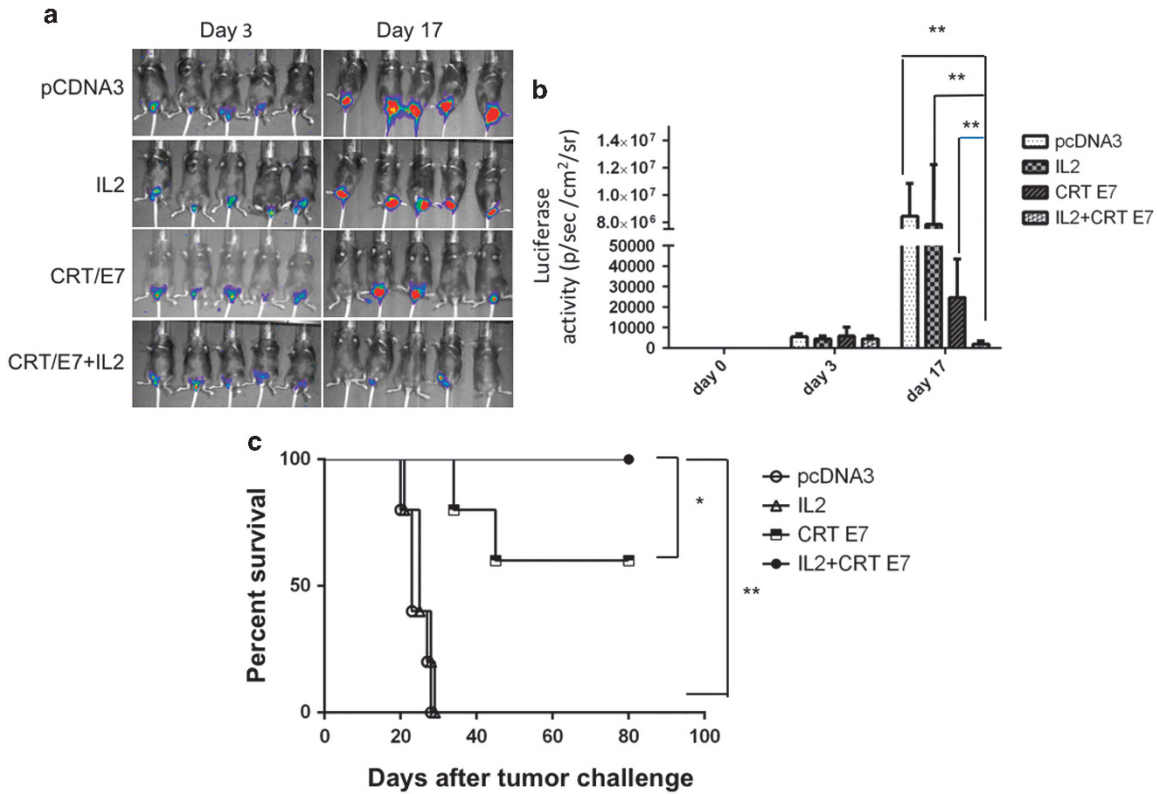 a
Day 3
Day 17
pCDNA3
IL2
CRT/E7
CRT/E7+IL2
b
Luciferase
activity (p/sec /cm²/sr)
1.4×10⁷
1.2×10⁷
1.0×10⁷
8.0×10⁶
50000
40000
30000
20000
10000
0
day 0
day 3
day 17
**
**
**
pcDNA3
IL2
CRT E7
IL2+CRT E7
c
Percent survival
100
50
0
0
20
40
60
80
100
Days after tumor challenge
*
**
pcDNA3
IL2
CRT E7
IL2+CRT E7